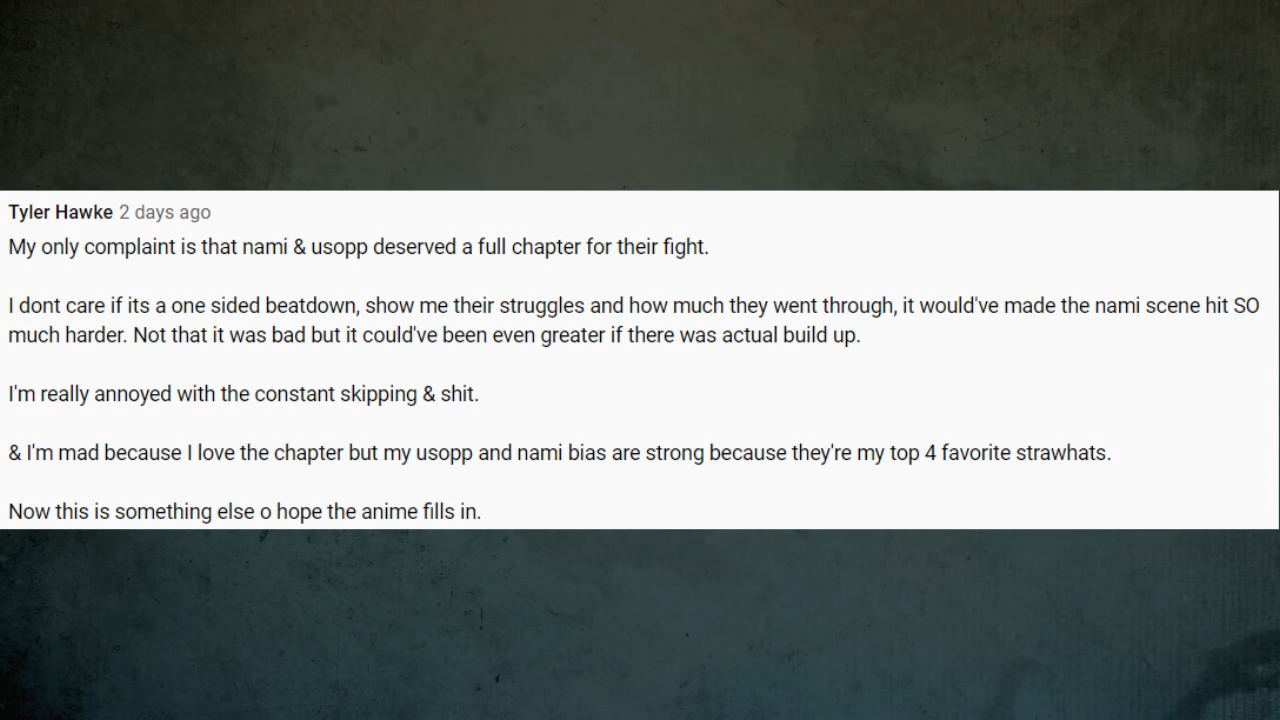 Tyler Hawke 2 days ago
My only complaint is that nami & usopp deserved a full chapter for their fight.
I dont care if its a one sided beatdown, show me their struggles and how much they went through, it would've made the nami scene hit SO
much harder. Not that it was bad but it could've been even greater if there was actual build up.
I'm really annoyed with the constant skipping & shit.
& I'm mad because I love the chapter but my usopp and nami bias are strong because they're my top 4 favorite strawhats.
Now this is something else o hope the anime fills in.